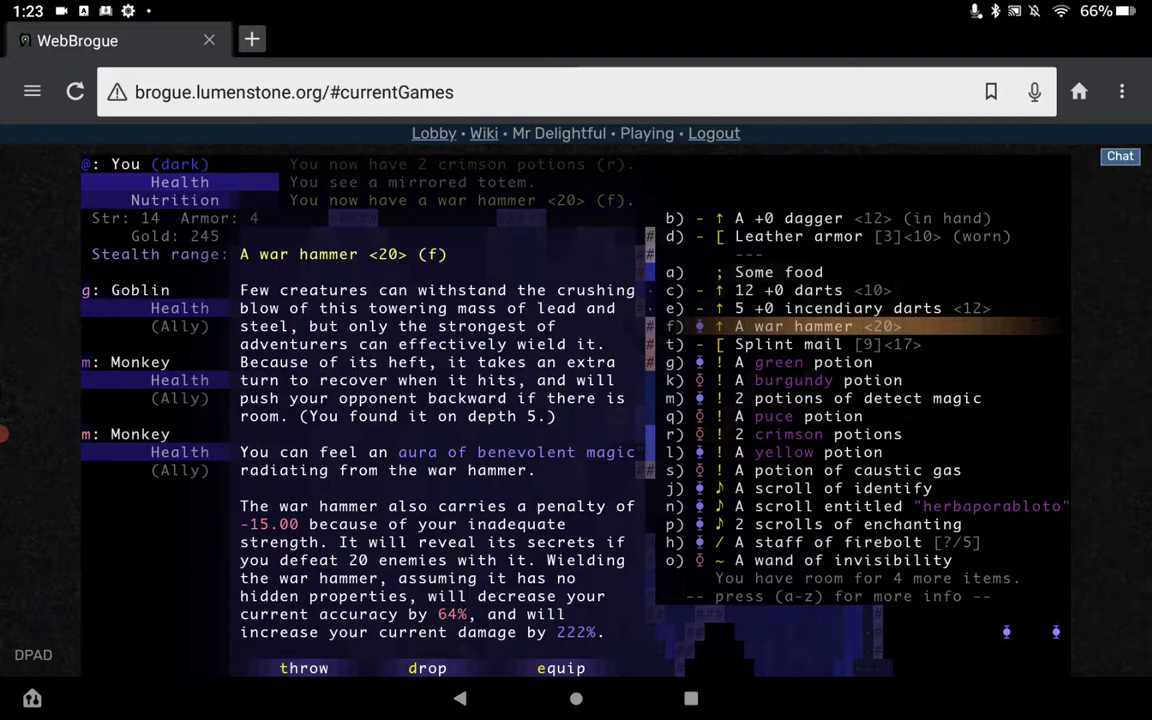 1:23
66%
WebBrogue
brogue.lumenstone.org/#currentGames
Lobby • Wiki • Mr Delightful • Playing • Logout
Chat
@: You (dark)
Health
Nutrition
Str: 14 Armor: 4
Gold: 245
Stealth range:
g: Goblin
Health
(Ally)
m: Monkey
Health
(Ally)
m: Monkey
Health
(Ally)
You now have 2 crimson potions (r).
You see a mirrored totem.
You now have a war hammer <20> (f).
A war hammer <20> (f)
Few creatures can withstand the crushing
blow of this towering mass of lead and
steel, but only the strongest of
adventurers can effectively wield it.
Because of its heft, it takes an extra
turn to recover when it hits, and will
push your opponent backward if there is
room. (You found it on depth 5.)
You can feel an aura of benevolent magic
radiating from the war hammer.
The war hammer also carries a penalty of
-15.00 because of your inadequate
strength. It will reveal its secrets if
you defeat 20 enemies with it. Wielding
the war hammer, assuming it has no
hidden properties, will decrease your
current accuracy by 64%, and will
increase your current damage by 222%.
throw drop equip
b) - ↑ A +0 dagger <12> (in hand)
d) - [ Leather armor [3]<10> (worn)
---
a) ; Some food
c) - ↑ 12 +0 darts <10>
e) - ↑ 5 +0 incendiary darts <12>
f) ↑ A war hammer <20>
t) - [ Splint mail [9]<17>
g) ! A green potion
k) ! A burgundy potion
m) ! 2 potions of detect magic
q) ! A puce potion
r) ! 2 crimson potions
l) ! A yellow potion
s) ! A potion of caustic gas
j) ♪ A scroll of identify
n) ♪ A scroll entitled "herbaporabloto"
p) ♪ 2 scrolls of enchanting
h) / A staff of firebolt [?/5]
o) ~ A wand of invisibility
You have room for 4 more items.
-- press (a-z) for more info --
DPAD